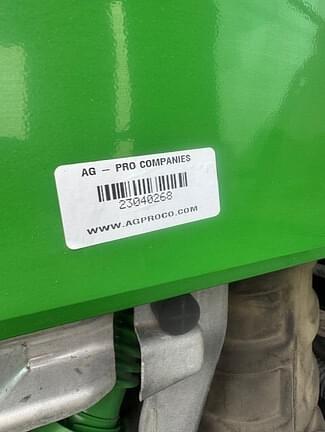 AG – PRO COMPANIES
23040268
WWW.AGPROCO.COM